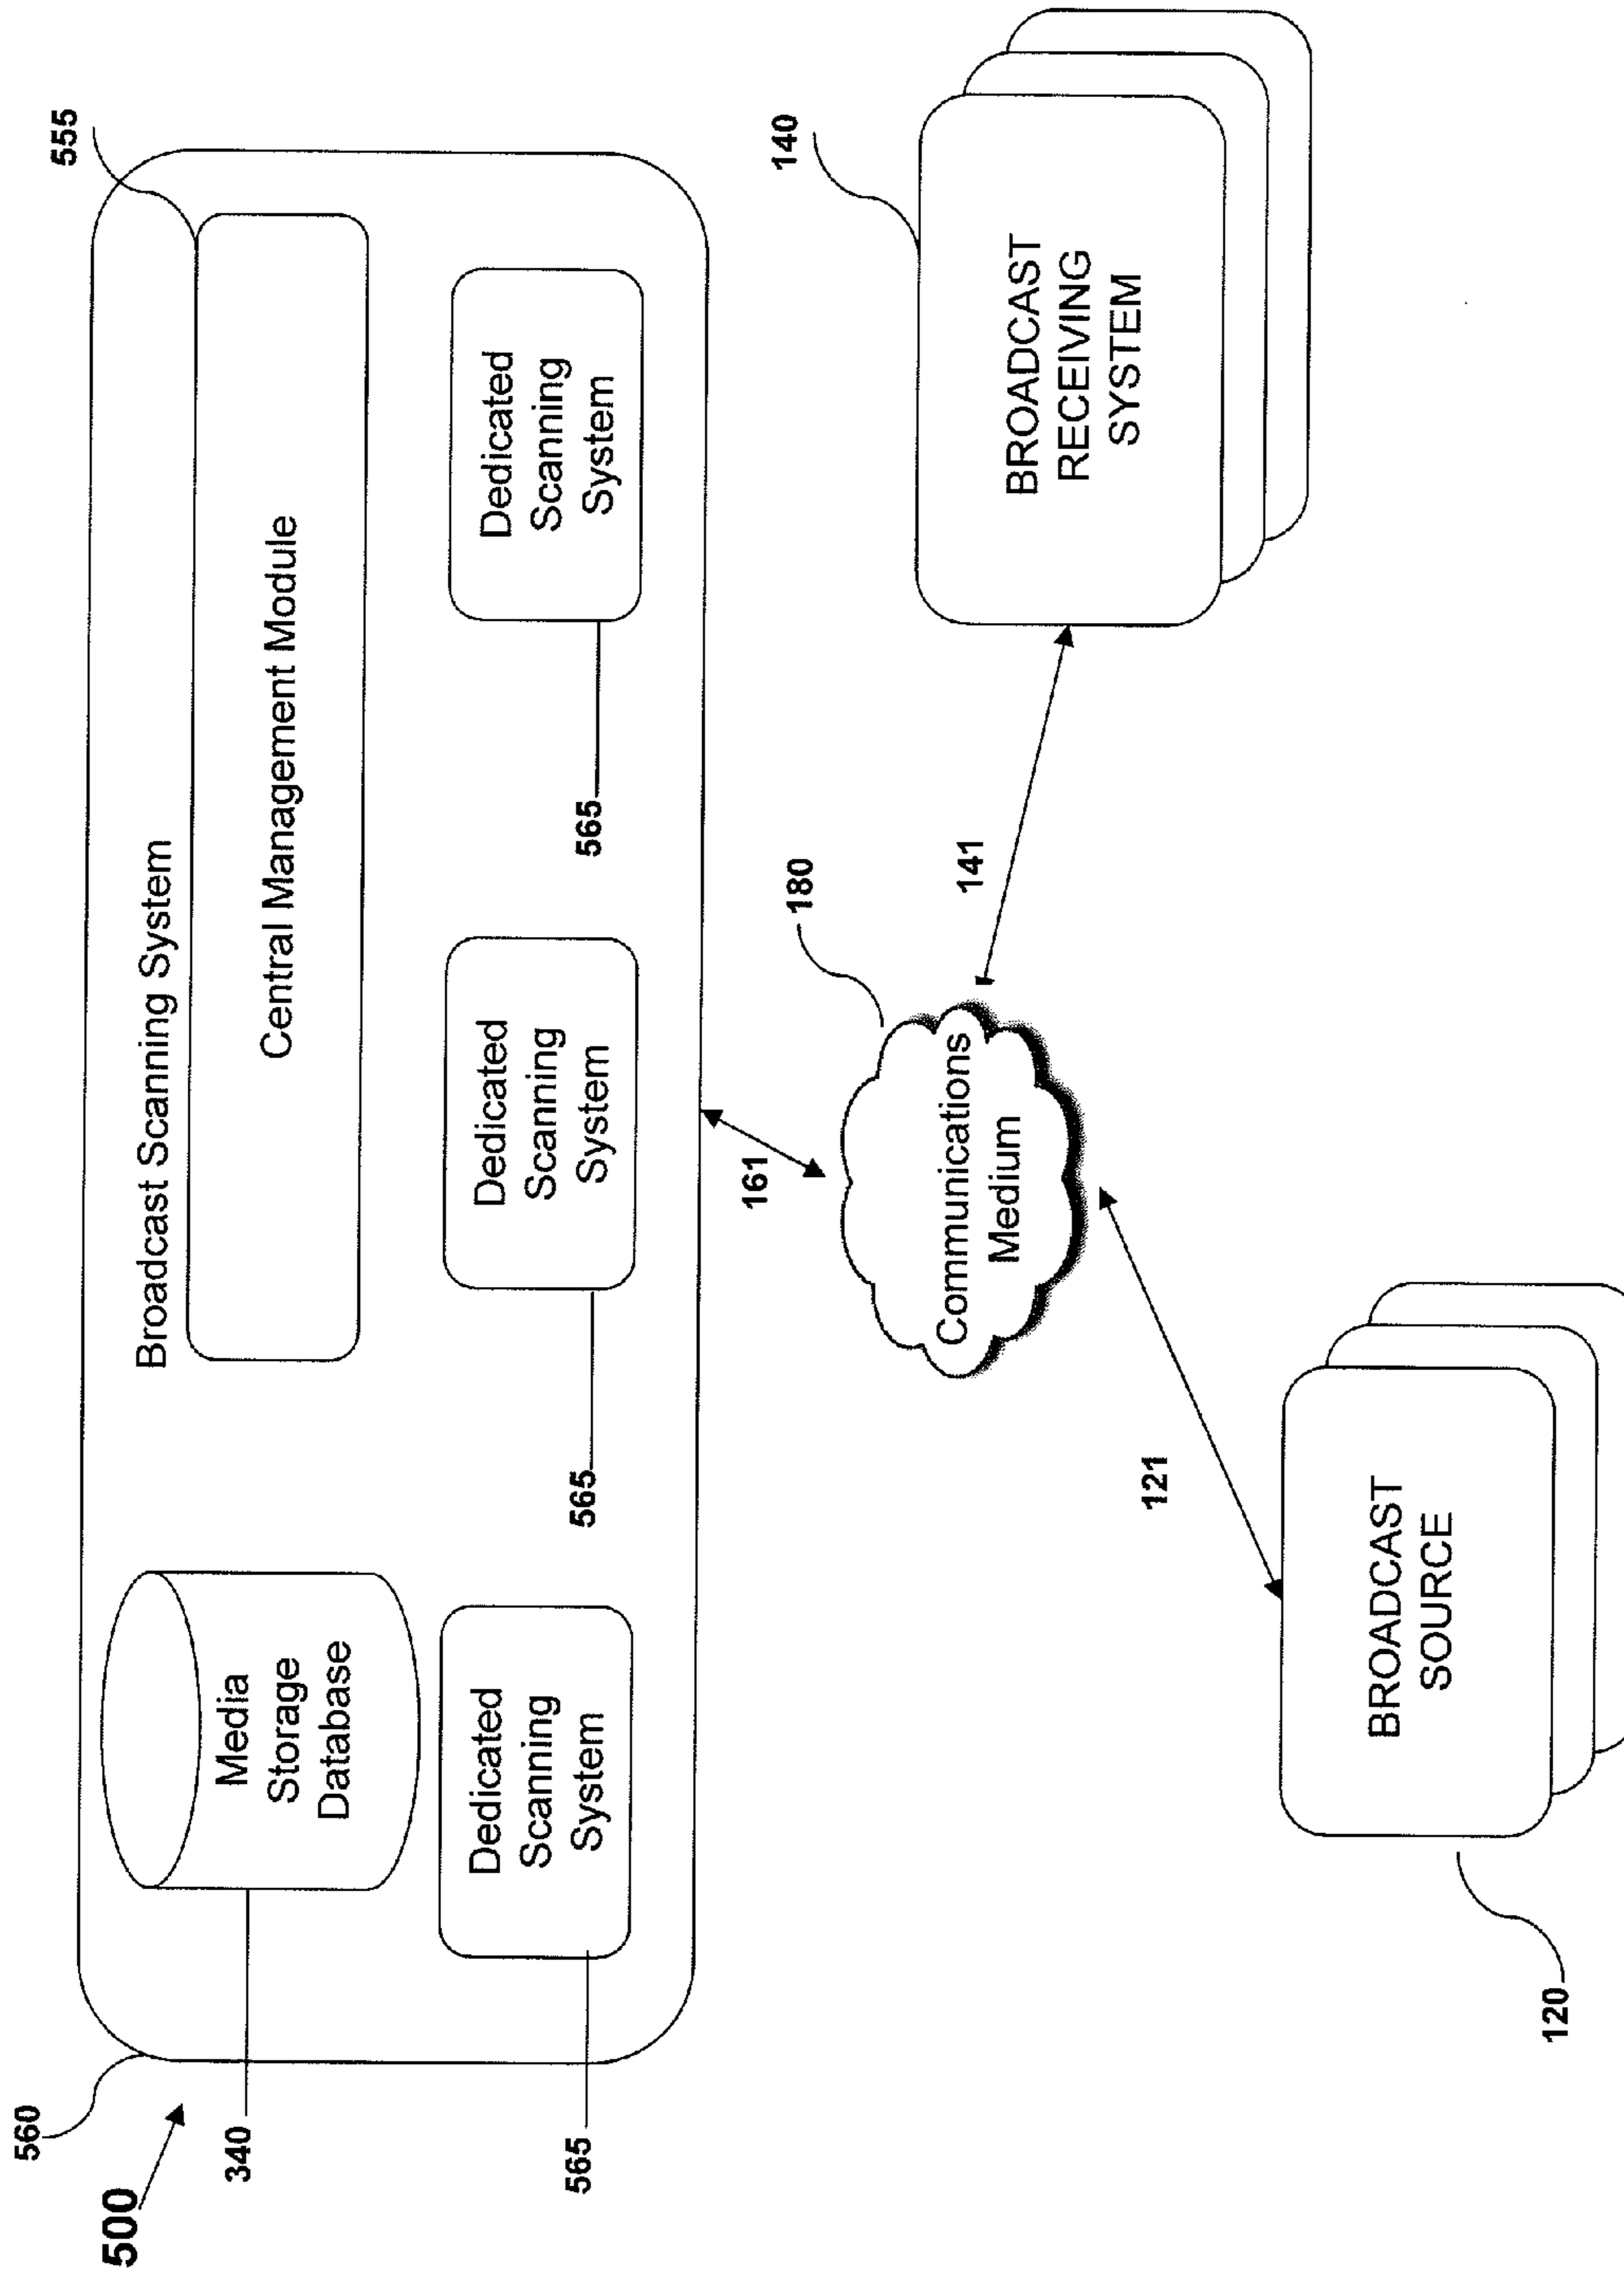 500
560
340
565
Media
Storage
Database
Broadcast Scanning System
555
Central Management Module
Dedicated
Scanning
System
565
Dedicated
Scanning
System
565
Dedicated
Scanning
System
161
180
Communications
Medium
141
140
BROADCAST
RECEIVING
SYSTEM
121
BROADCAST
SOURCE
120